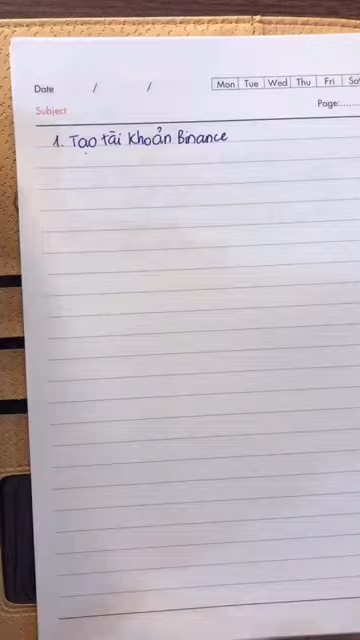 Date / /
Mon Tue Wed Thu Fri Sat
Subject
Page:........
1. Tạo tài khoản Binance